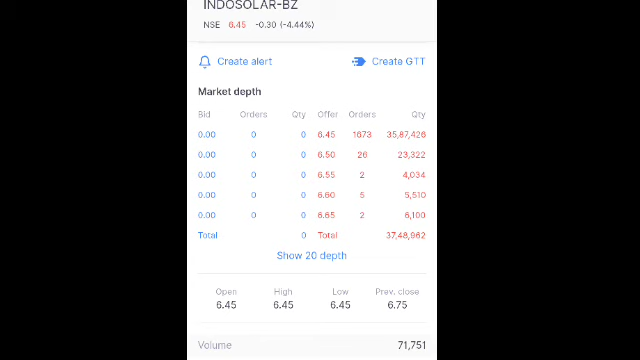 INDOSOLAR-BZ
NSE 6.45 -0.30 (-4.44%)
Create alert Create GTT
Market depth
Bid Orders Qty Offer Orders Qty
0.00 0 0 6.45 1673 35,87,426
0.00 0 0 6.50 26 23,322
0.00 0 0 6.55 2 4,034
0.00 0 0 6.60 5 5,510
0.00 0 0 6.65 2 6,100
Total 0 Total 37,48,962
Show 20 depth
Open High Low Prev. close
6.45 6.45 6.45 6.75
Volume 71,751